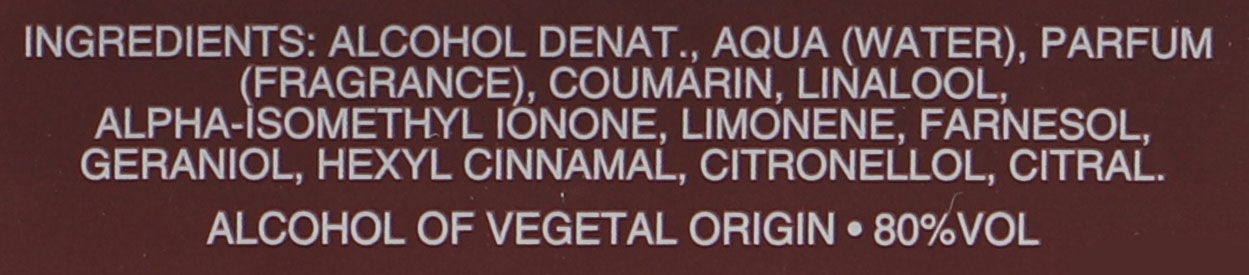 INGREDIENTS: ALCOHOL DENAT., AQUA (WATER), PARFUM
(FRAGRANCE), COUMARIN, LINALOOL,
ALPHA-ISOMETHYL IONONE, LIMONENE, FARNESOL,
GERANIOL, HEXYL CINNAMAL, CITRONELLOL, CITRAL.
ALCOHOL OF VEGETAL ORIGIN • 80%VOL